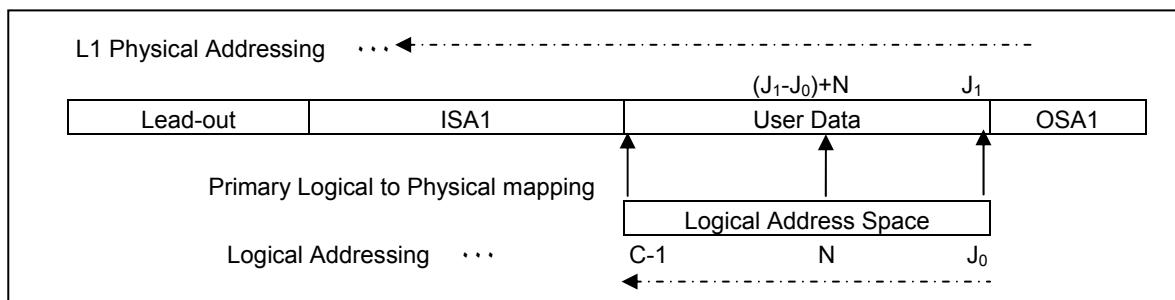 L1 Physical Addressing ...
(J₁-J₀)+N J₁
Lead-out ISA1 User Data OSA1
Primary Logical to Physical mapping
Logical Address Space
Logical Addressing ... C-1 N J₀